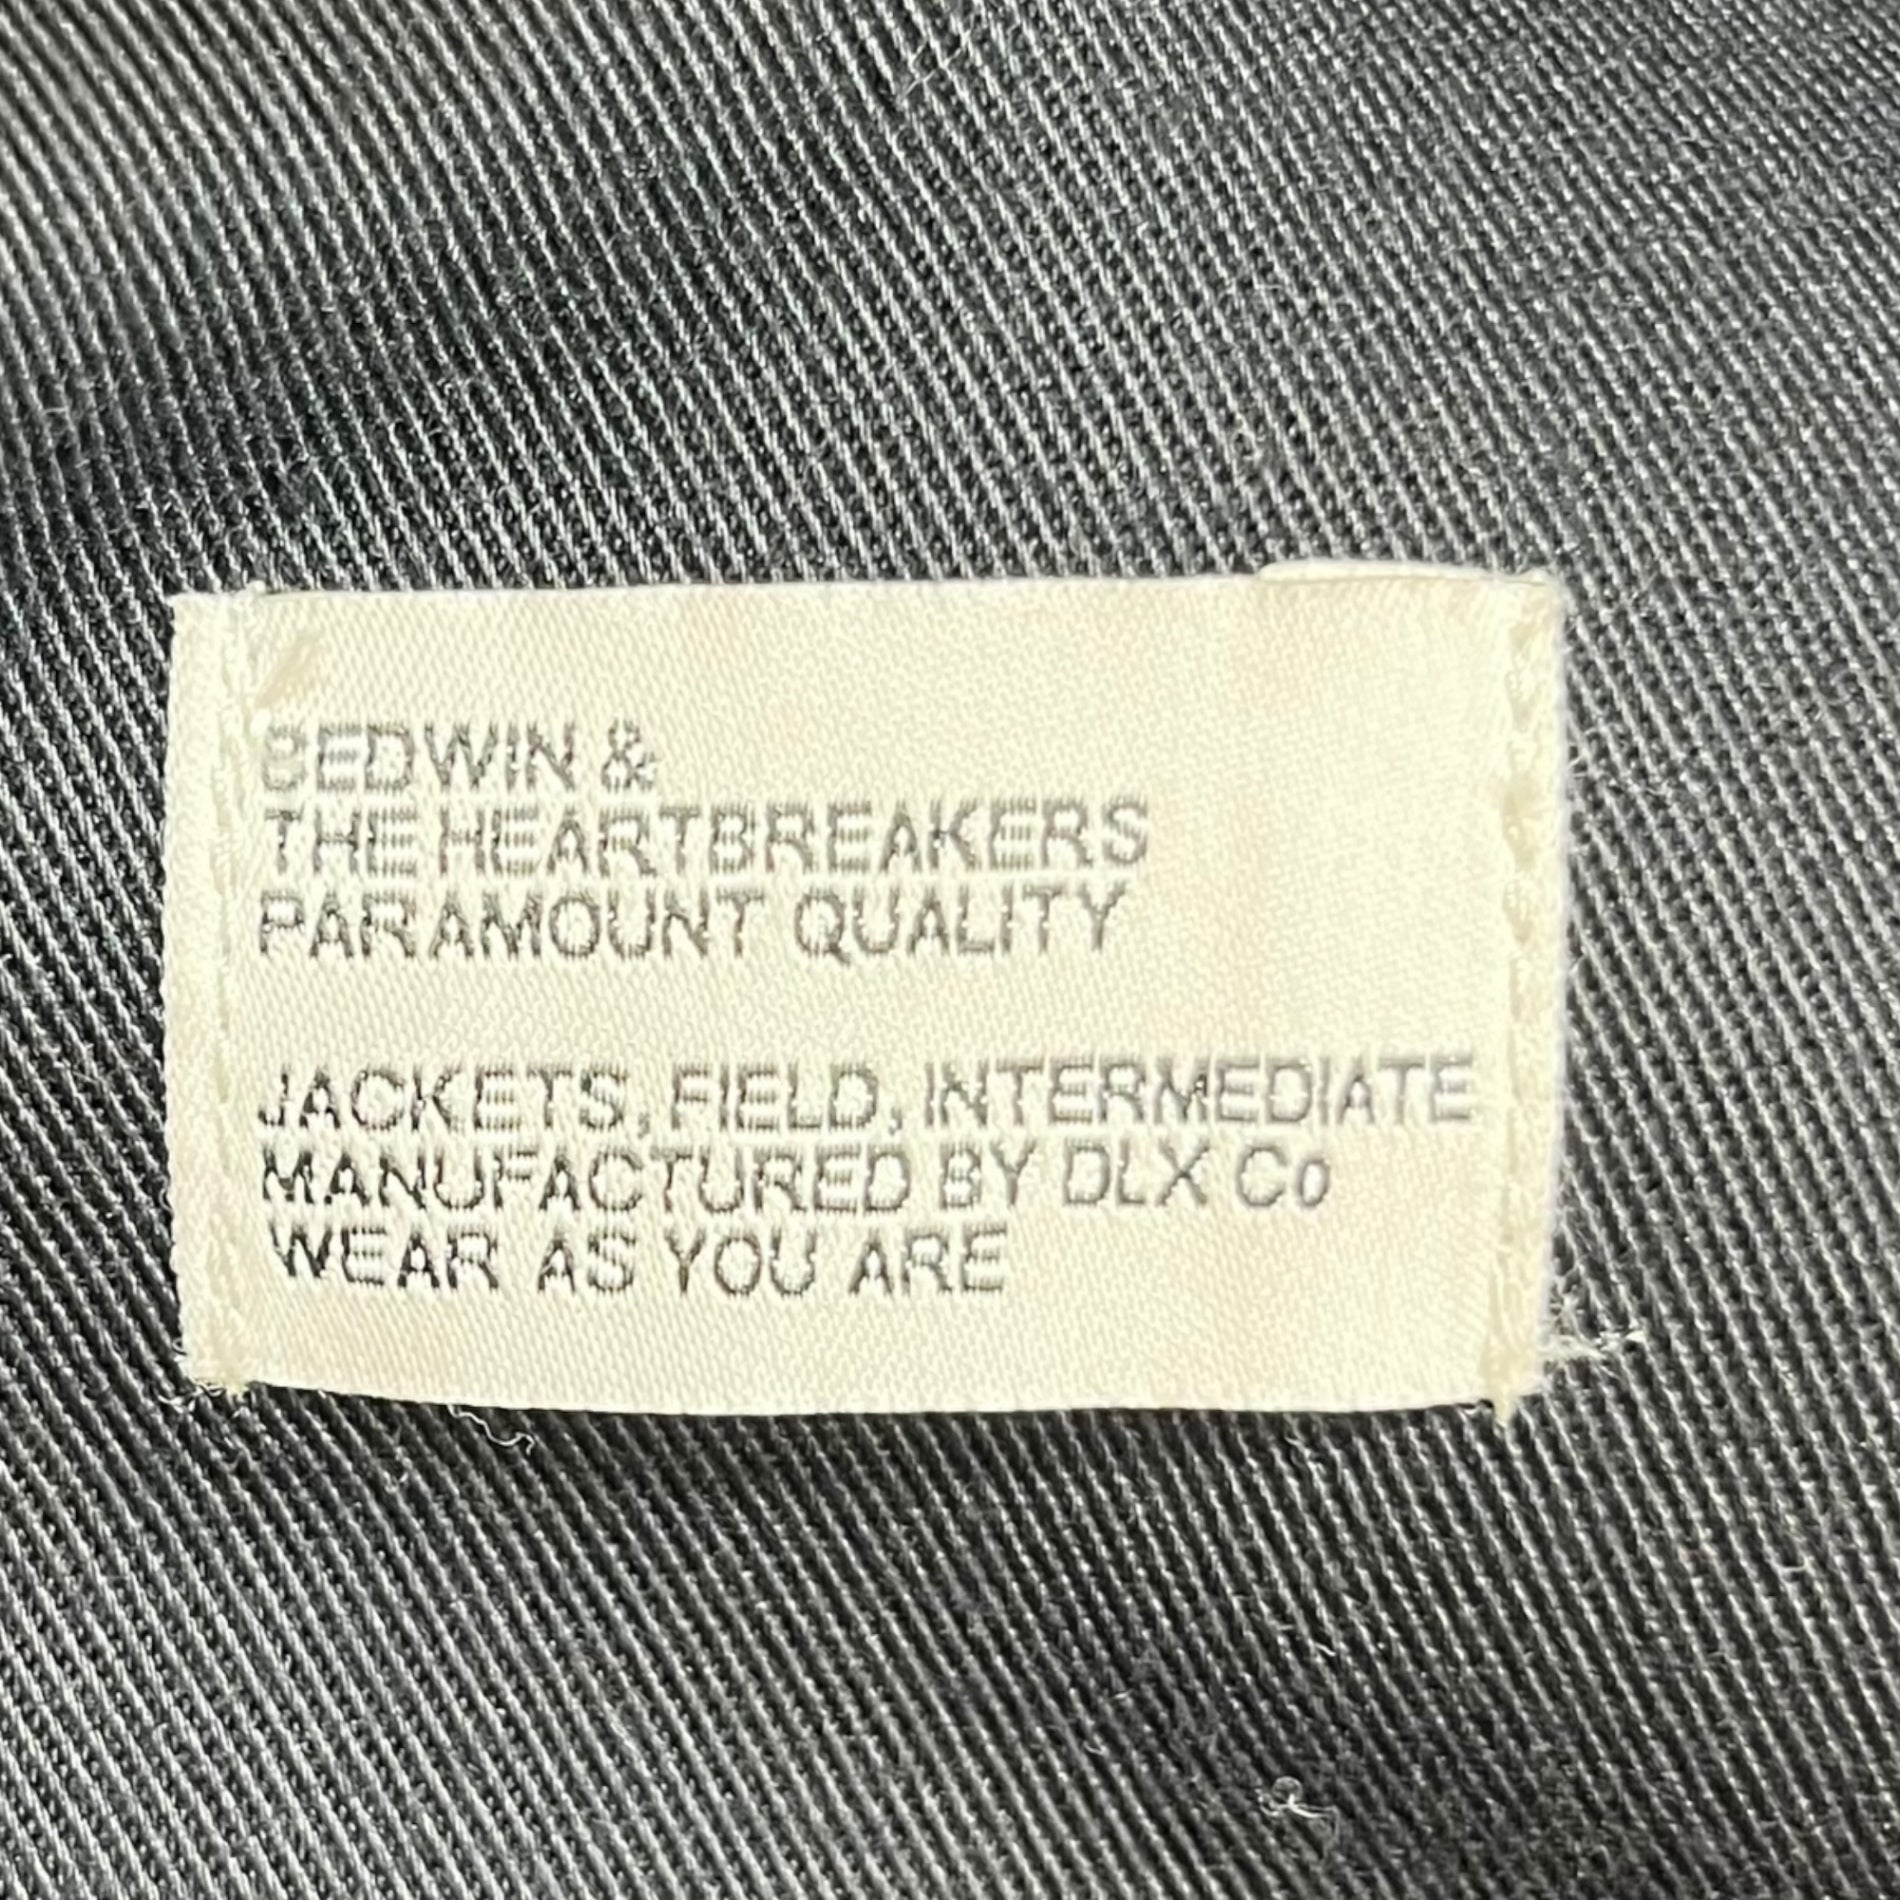 BEDWIN &
THE HEARTBREAKERS
PARAMOUNT QUALITY
JACKETS, FIELD, INTERMEDIATE
MANUFACTURED BY DLX Co
WEAR AS YOU ARE